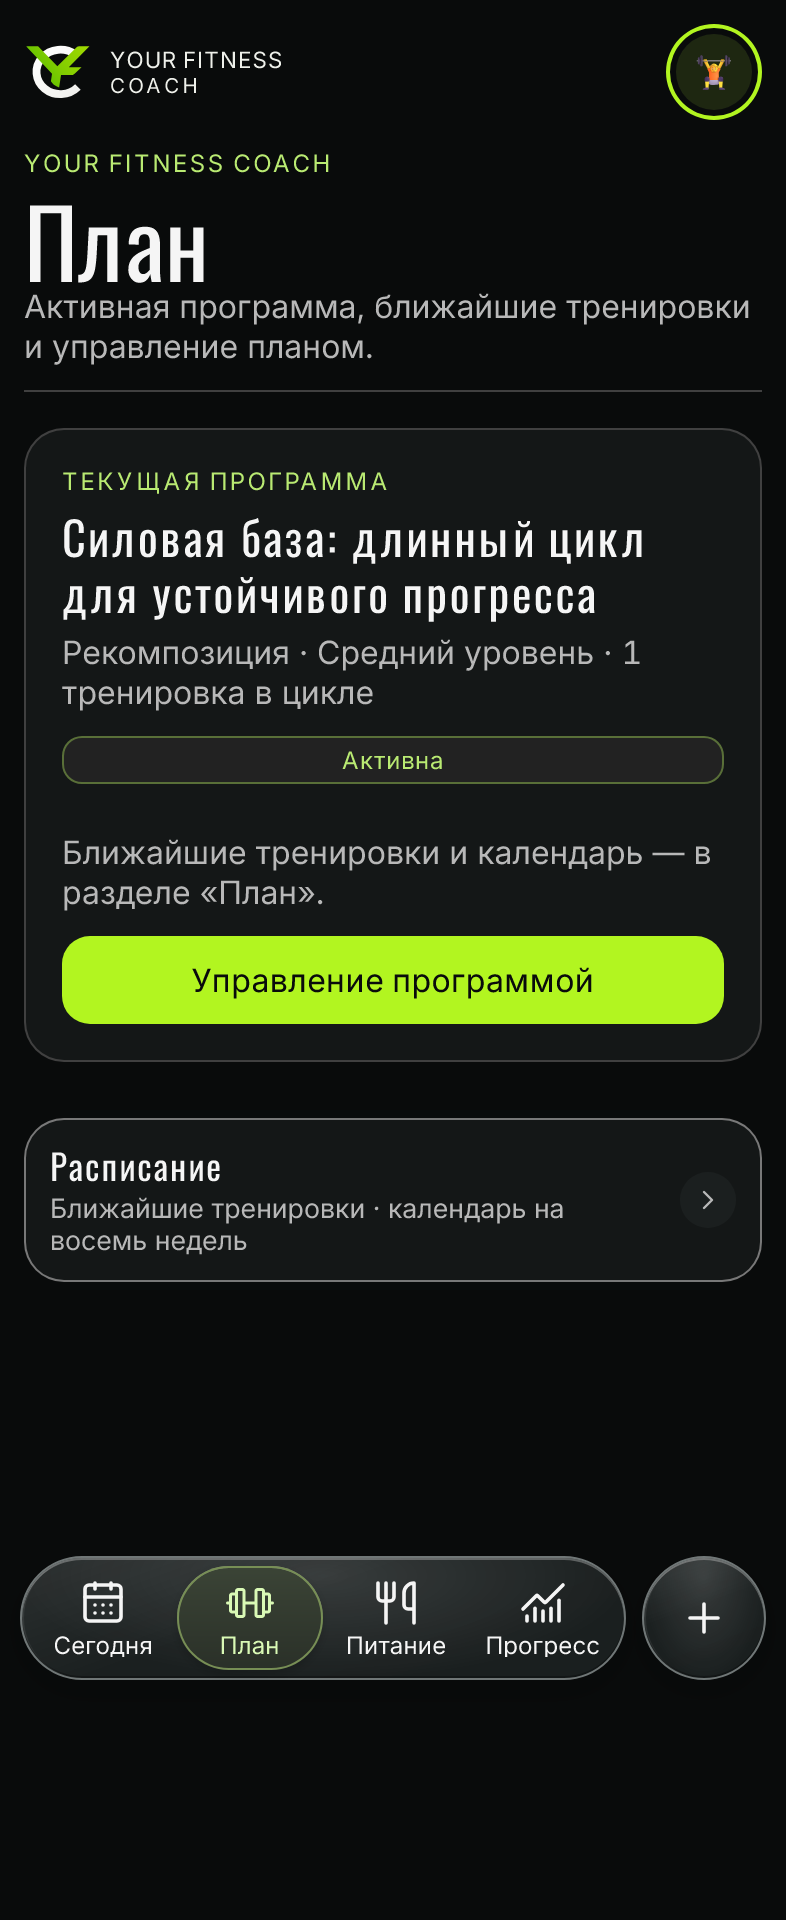 YOUR FITNESS
COACH
YOUR FITNESS COACH
План
Активная программа, ближайшие тренировки
и управление планом.
ТЕКУЩАЯ ПРОГРАММА
Силовая база: длинный цикл
для устойчивого прогресса
Рекомпозиция · Средний уровень · 1
тренировка в цикле
Активна
Ближайшие тренировки и календарь — в
разделе «План».
Управление программой
Расписание
Ближайшие тренировки · календарь на
восемь недель
Сегодня
План
Питание
Прогресс